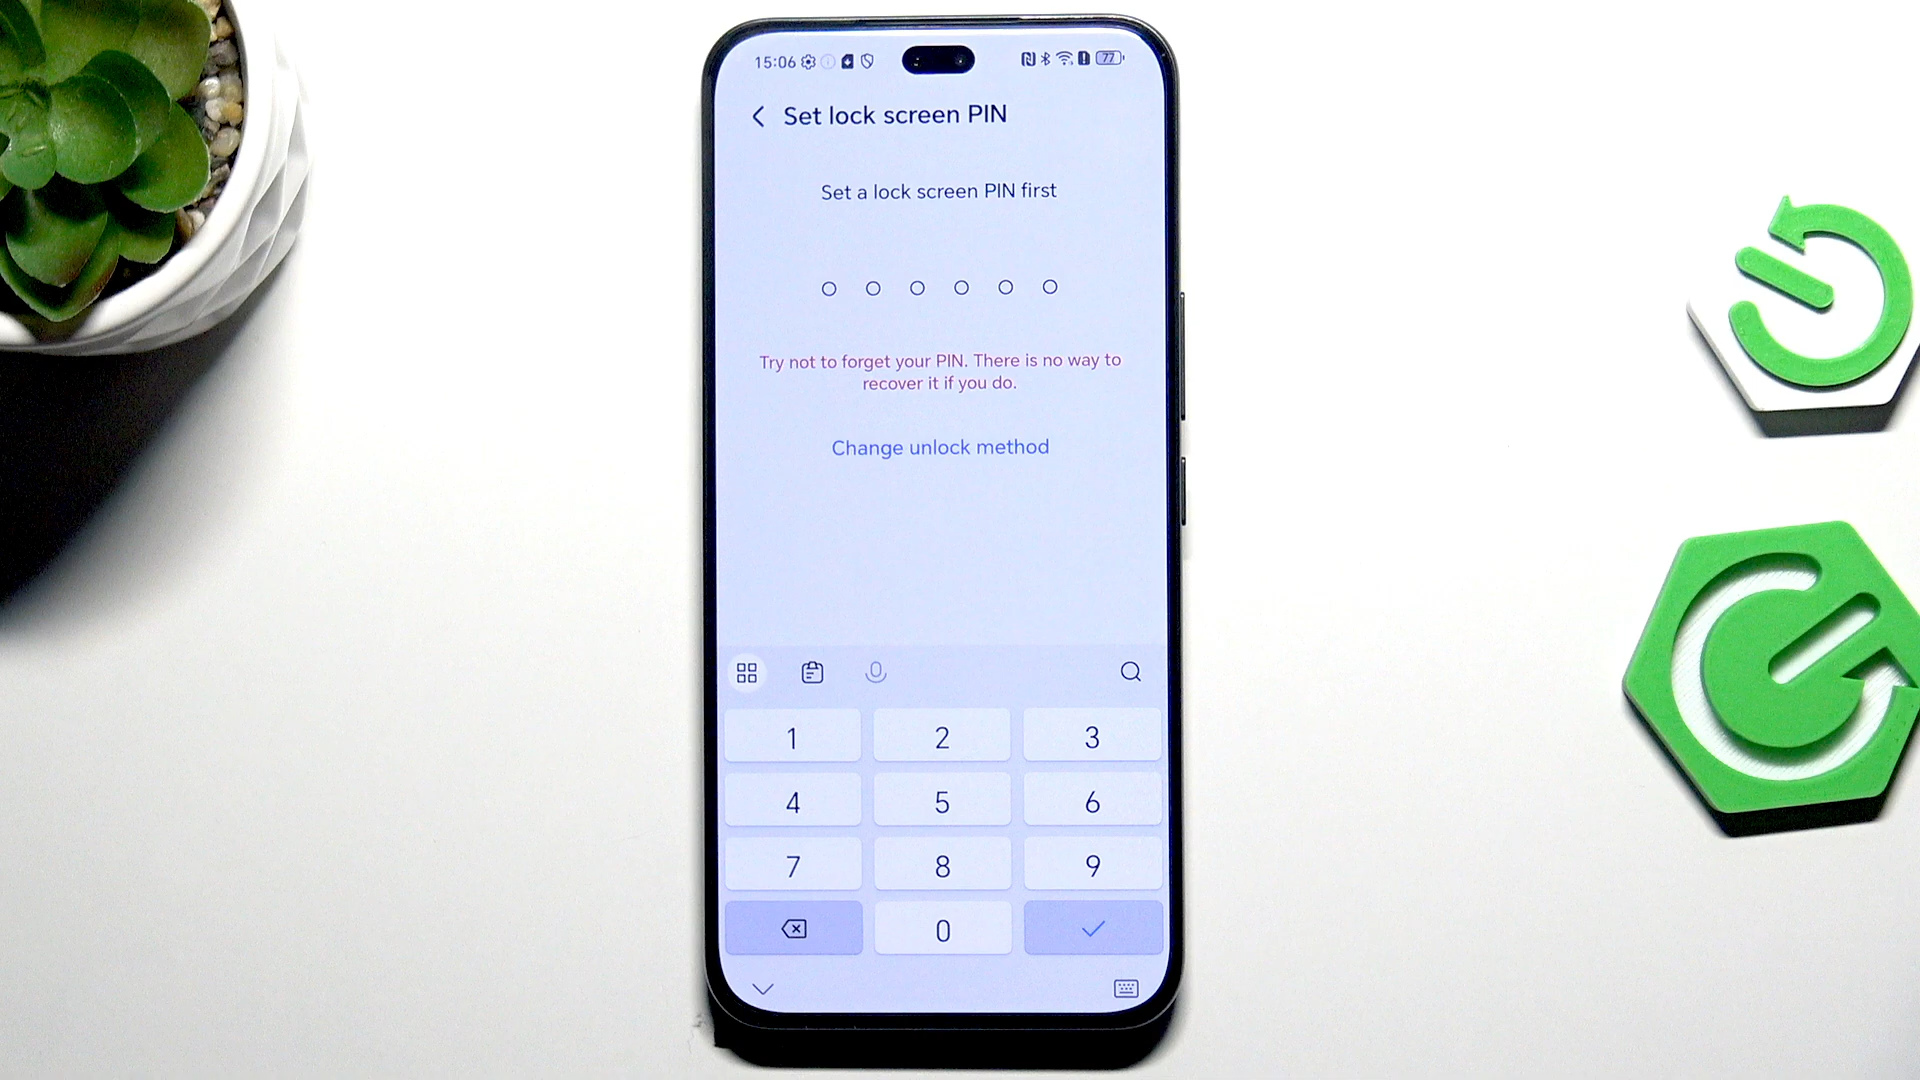 15:06 77
Set lock screen PIN
Set a lock screen PIN first
Try not to forget your PIN. There is no way to
recover it if you do.
Change unlock method
1 2 3
4 5 6
7 8 9
0